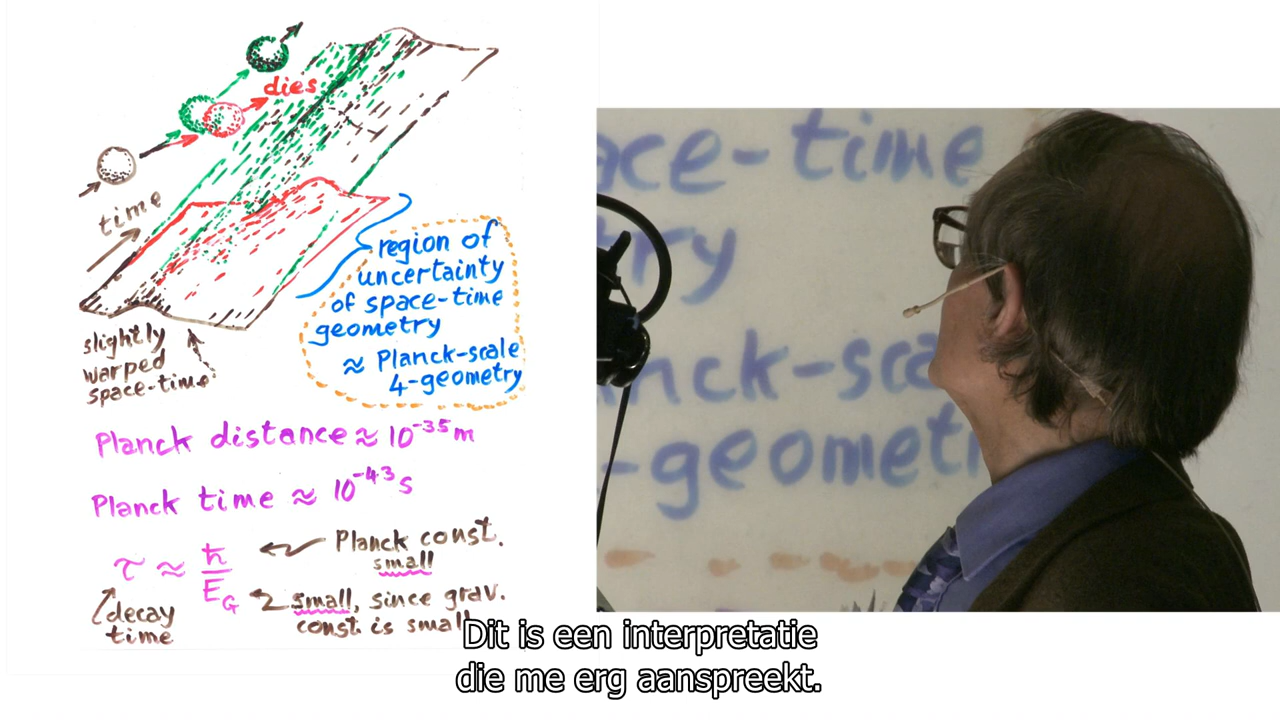 dies
time
region of
uncertainty
of space-time
geometry
≈ Planck-scale
4-geometry
slightly
warped
space-time
Planck distance ≈ 10⁻³⁵ m
Planck time ≈ 10⁻⁴³ s
τ ≈ ℏ/E_G
Planck const.
small
small, since grav.
const. is small
decay
time
ace-time
ry
nck-sca
-geomet
Dit is een interpretatie
die me erg aanspreekt.